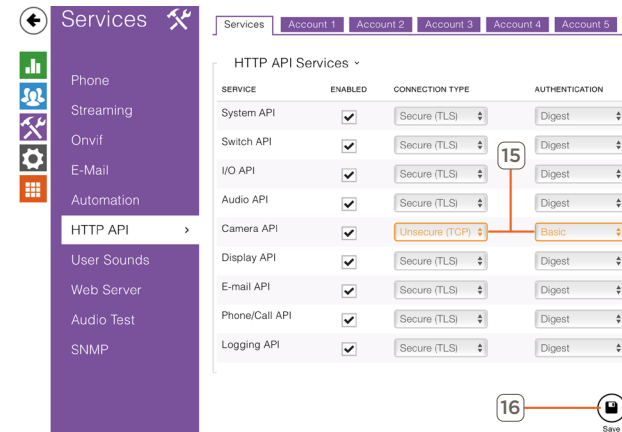 Services
Phone
Streaming
Onvif
E-Mail
Automation
HTTP API
User Sounds
Web Server
Audio Test
SNMP
Services Account 1 Account 2 Account 3 Account 4 Account 5
HTTP API Services
SERVICE ENABLED CONNECTION TYPE AUTHENTICATION
System API Secure (TLS) Digest
Switch API Secure (TLS) Digest
15
I/O API Secure (TLS) Digest
Audio API Secure (TLS) Digest
Camera API Unsecure (TCP) Basic
Display API Secure (TLS) Digest
E-mail API Secure (TLS) Digest
Phone/Call API Secure (TLS) Digest
Logging API Secure (TLS) Digest
16
Save